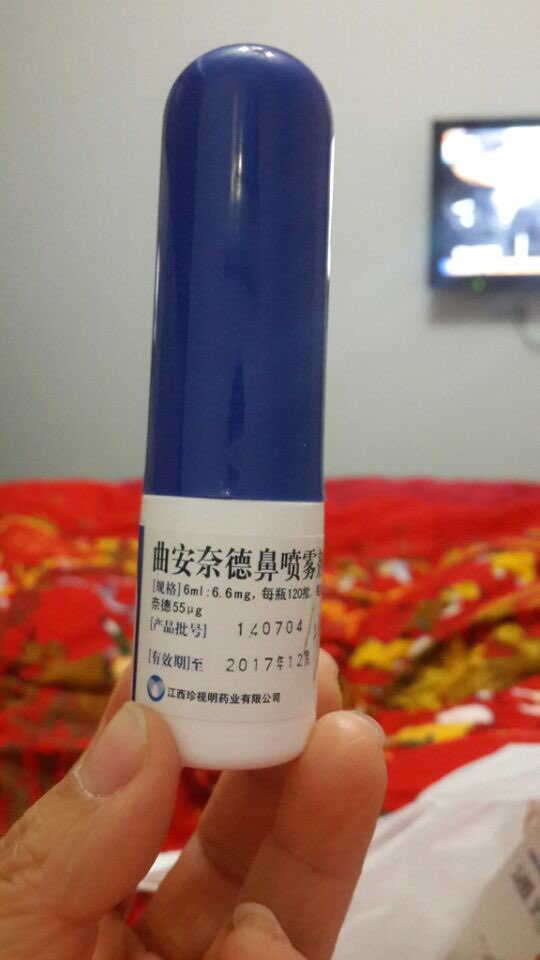 曲安奈德鼻喷雾
[规格]6ml:6.6mg,每瓶120揿,
奈德55μg
[产品批号] 140704
[有效期]至 2017年12
江西珍视明药业有限公司